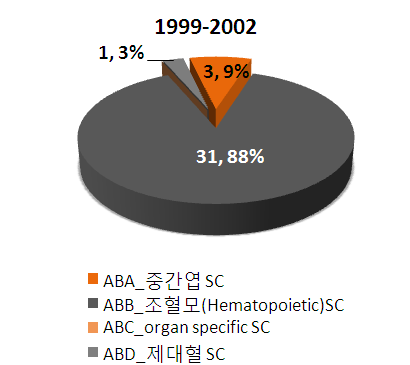 1999-2002
1, 3%
3, 9%
31, 88%
ABA_중간엽 SC
ABB_조혈모(Hematopoietic)SC
ABC_organ specific SC
ABD_제대혈 SC